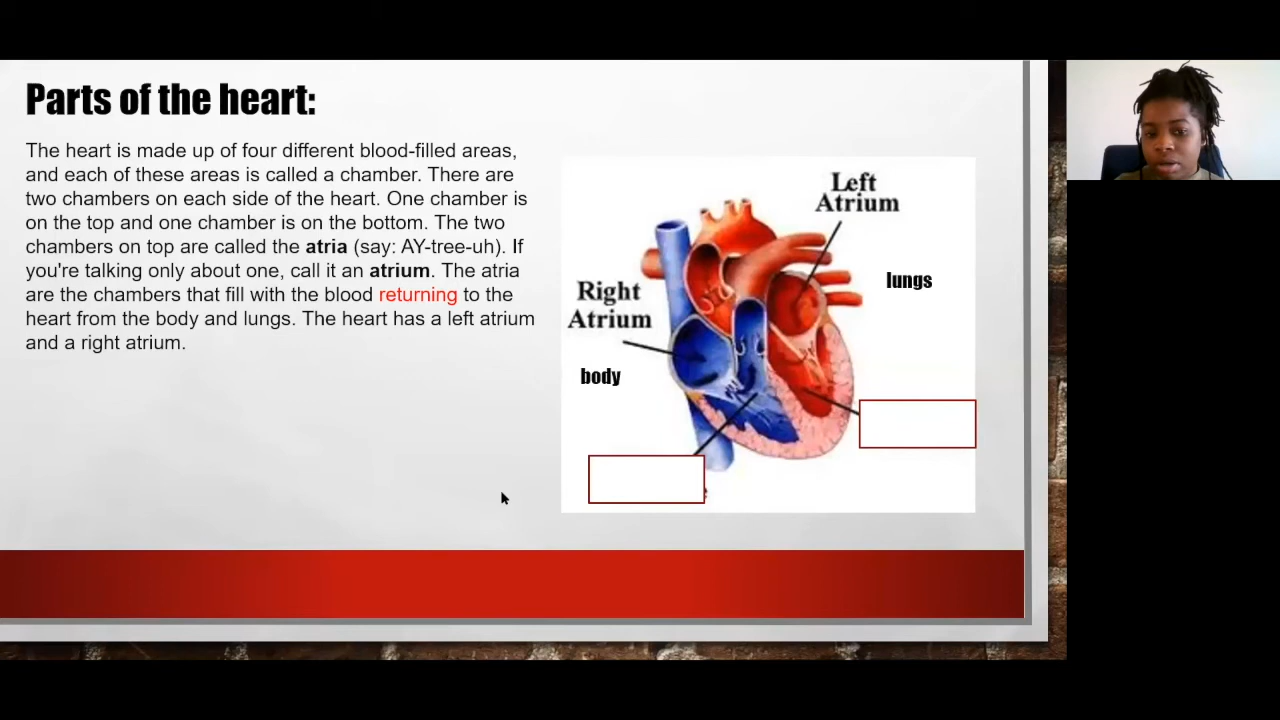 Parts of the heart:
The heart is made up of four different blood-filled areas,
and each of these areas is called a chamber. There are
two chambers on each side of the heart. One chamber is
on the top and one chamber is on the bottom. The two
chambers on top are called the atria (say: AY-tree-uh). If
you're talking only about one, call it an atrium. The atria
are the chambers that fill with the blood returning to the
heart from the body and lungs. The heart has a left atrium
and a right atrium.
Left
Atrium
lungs
Right
Atrium
body